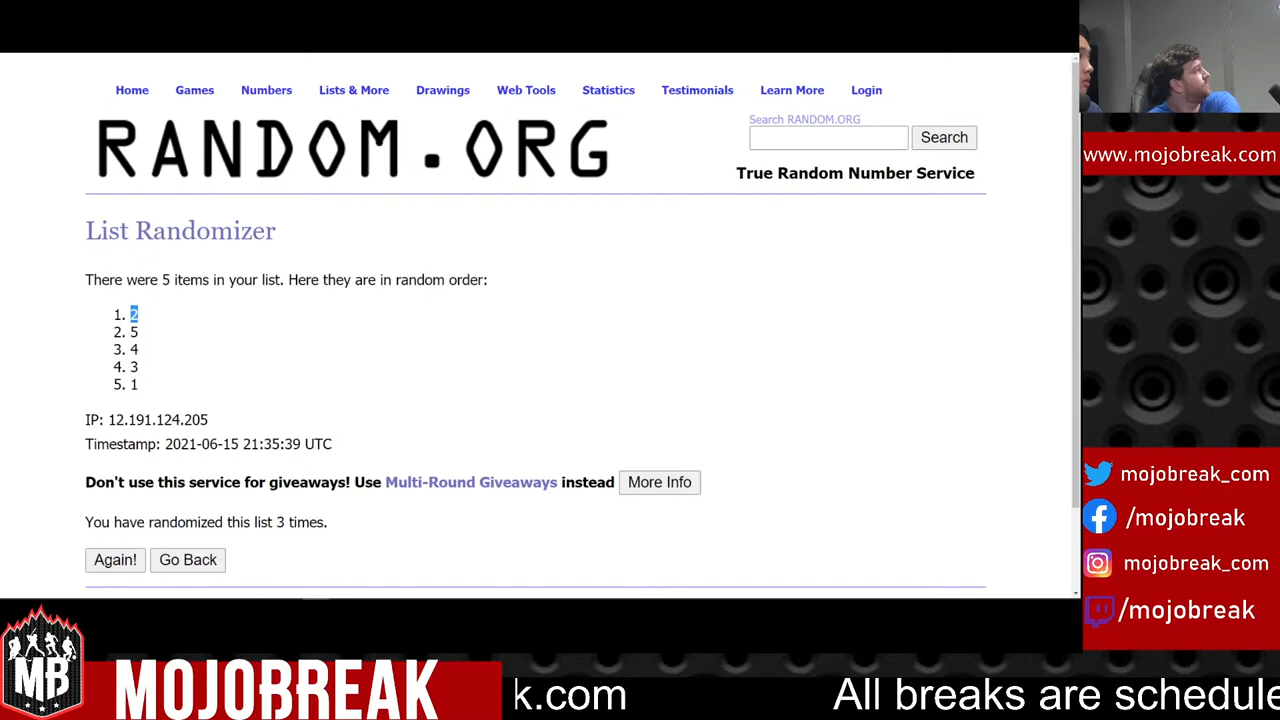 Home Games Numbers Lists & More Drawings Web Tools Statistics Testimonials Learn More Login
RANDOM.ORG
Search RANDOM.ORG
Search
True Random Number Service
List Randomizer
There were 5 items in your list. Here they are in random order:
1. 2
2. 5
3. 4
4. 3
5. 1
IP: 12.191.124.205
Timestamp: 2021-06-15 21:35:39 UTC
Don't use this service for giveaways! Use Multi-Round Giveaways instead More Info
You have randomized this list 3 times.
Again! Go Back
www.mojobreak.com
mojobreak_com
/mojobreak
mojobreak_com
/mojobreak
MB
MOJOBREAK
k.com All breaks are schedule